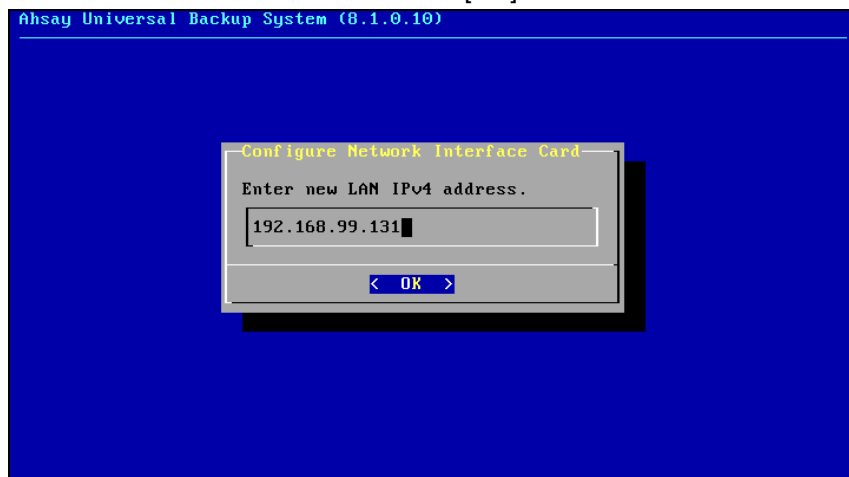 Ahsay Universal Backup System (8.1.0.10)
Configure Network Interface Card
Enter new LAN IPv4 address.
192.168.99.131
< OK >